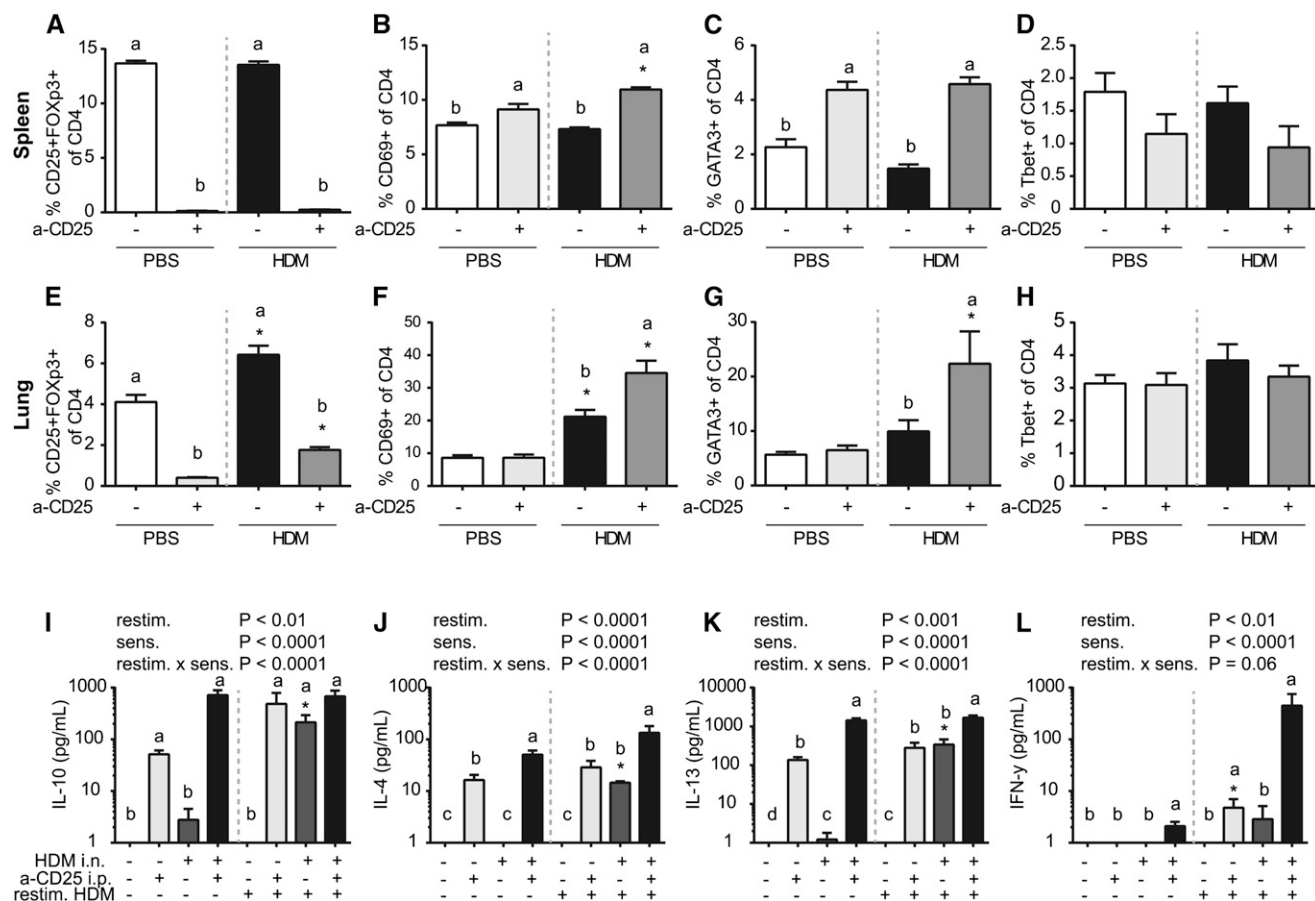 A
B
C
D
Spleen
% CD25+FOXp3+
of CD4
15
10
5
0
a
b
a
b
a-CD25
- + - +
PBS HDM
% CD69+ of CD4
15
10
5
0
b
a
b
a
*
a-CD25
- + - +
PBS HDM
% GATA3+ of CD4
6
4
2
0
b
a
b
a
a-CD25
- + - +
PBS HDM
% Tbet+ of CD4
2.5
2.0
1.5
1.0
0.5
0.0
a-CD25
- + - +
PBS HDM
E
F
G
H
Lung
% CD25+FOXp3+
of CD4
8
6
4
2
0
a
b
a
*
b
*
a-CD25
- + - +
PBS HDM
% CD69+ of CD4
50
40
30
20
10
0
b
*
a
*
a-CD25
- + - +
PBS HDM
% GATA3+ of CD4
30
20
10
0
b
a
*
a-CD25
- + - +
PBS HDM
% Tbet+ of CD4
5
4
3
2
1
0
a-CD25
- + - +
PBS HDM
I
restim. P < 0.01
sens. P < 0.0001
restim. x sens. P < 0.0001
IL-10 (pg/mL)
1000
100
10
1
b a b a b a a a
*
J
restim. P < 0.0001
sens. P < 0.0001
restim. x sens. P < 0.0001
IL-4 (pg/mL)
1000
100
10
1
c b c a c b b a
*
K
restim. P < 0.001
sens. P < 0.0001
restim. x sens. P < 0.0001
IL-13 (pg/mL)
10000
1000
100
10
1
d b c a c b b a
*
L
restim. P < 0.01
sens. P < 0.0001
restim. x sens. P = 0.06
IFN-y (pg/mL)
1000
100
10
1
b b b a b a b a
*
HDM i.n. - - + + - - + + - - + + - - + + - - + + - - + + - - + + - - + +
a-CD25 i.p. - + - + - + - + - + - + - + - + - + - + - + - + - + - + - + - +
restim. HDM - - - - + + + + - - - - + + + + - - - - + + + + - - - - + + + +